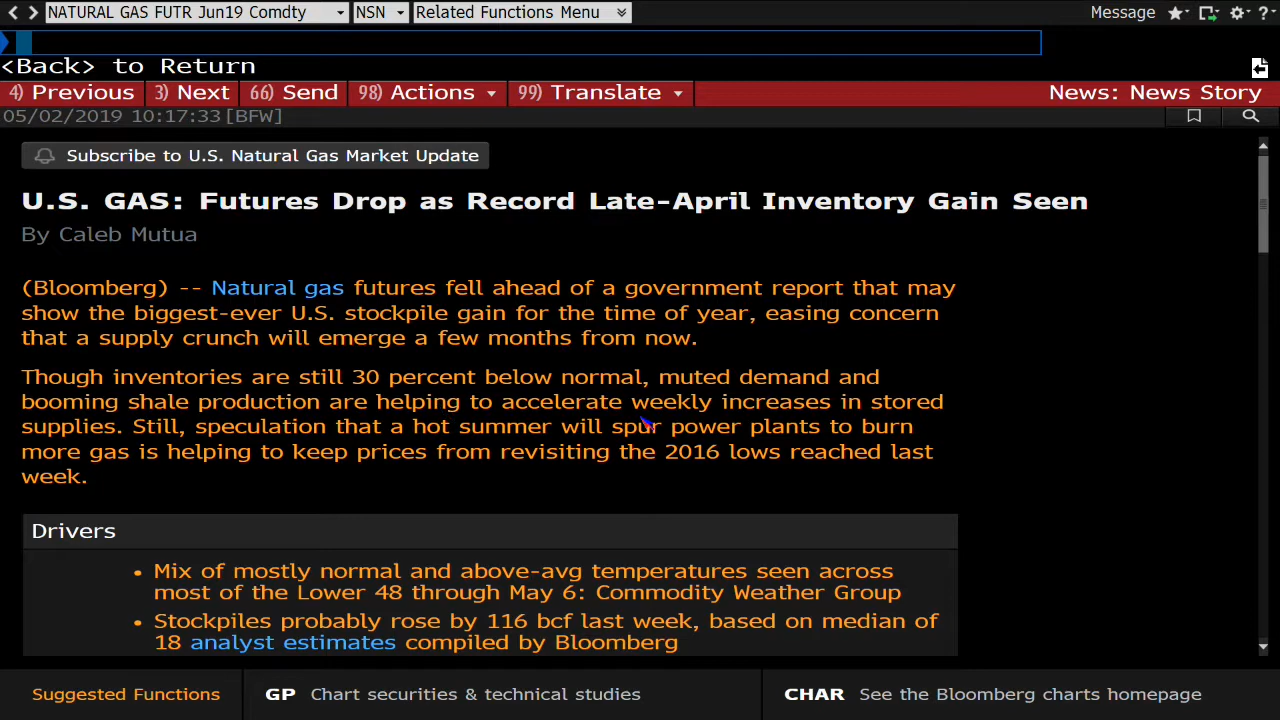 NATURAL GAS FUTR Jun19 Comdty NSN Related Functions Menu Message ?
<Back> to Return
4) Previous 3) Next 66) Send 98) Actions 99) Translate News: News Story
05/02/2019 10:17:33 [BFW]
Subscribe to U.S. Natural Gas Market Update
U.S. GAS: Futures Drop as Record Late-April Inventory Gain Seen
By Caleb Mutua
(Bloomberg) -- Natural gas futures fell ahead of a government report that may
show the biggest-ever U.S. stockpile gain for the time of year, easing concern
that a supply crunch will emerge a few months from now.
Though inventories are still 30 percent below normal, muted demand and
booming shale production are helping to accelerate weekly increases in stored
supplies. Still, speculation that a hot summer will spur power plants to burn
more gas is helping to keep prices from revisiting the 2016 lows reached last
week.
Drivers
• Mix of mostly normal and above-avg temperatures seen across
most of the Lower 48 through May 6: Commodity Weather Group
• Stockpiles probably rose by 116 bcf last week, based on median of
18 analyst estimates compiled by Bloomberg
Suggested Functions GP Chart securities & technical studies CHAR See the Bloomberg charts homepage